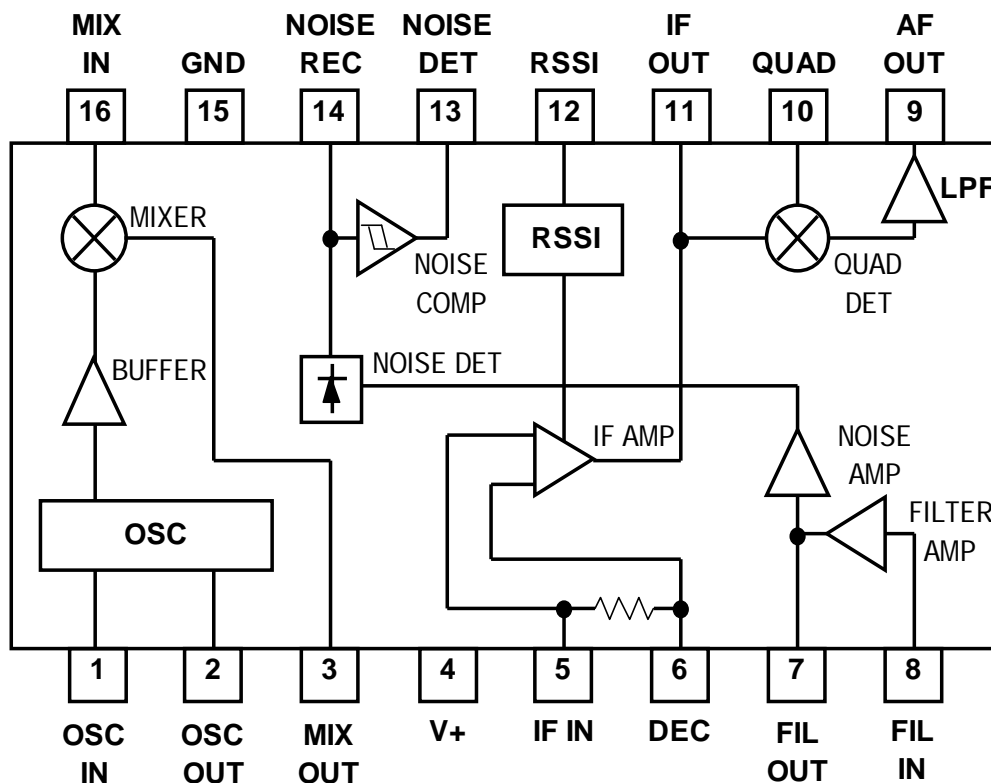 MIX NOISE NOISE IF AF
IN GND REC DET RSSI OUT QUAD OUT
16 15 14 13 12 11 10 9
LPF
MIXER
RSSI
NOISE
COMP
QUAD
DET
BUFFER
NOISE DET
IF AMP
NOISE
AMP
OSC
FILTER
AMP
1 2 3 4 5 6 7 8
OSC OSC MIX V+ IF IN DEC FIL FIL
IN OUT OUT OUT IN